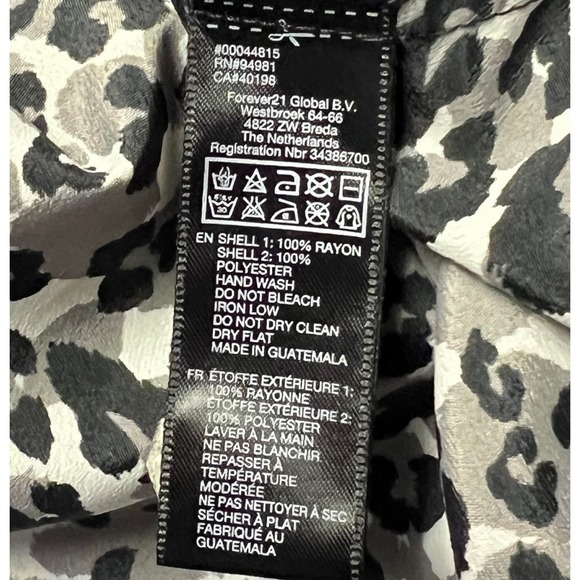 #00044815
RN#94981
CA#40198
Forever21 Global B.V.
Westbroek 64-66
4822 ZW Breda
The Netherlands
Registration Nbr 34388700
EN SHELL 1: 100% RAYON
SHELL 2: 100%
POLYESTER
HAND WASH
DO NOT BLEACH
IRON LOW
DO NOT DRY CLEAN
DRY FLAT
MADE IN GUATEMALA
FR ÉTOFFE EXTÉRIEURE 1:
100% RAYONNE
ÉTOFFE EXTÉRIEURE 2:
100% POLYESTER
LAVER À LA MAIN
NE PAS BLANCHIR
REPASSER À
TEMPÉRATURE
MODÉRÉE
NE PAS NETTOYER À SEC
SÉCHER À PLAT
FABRIQUÉ AU
GUATEMALA